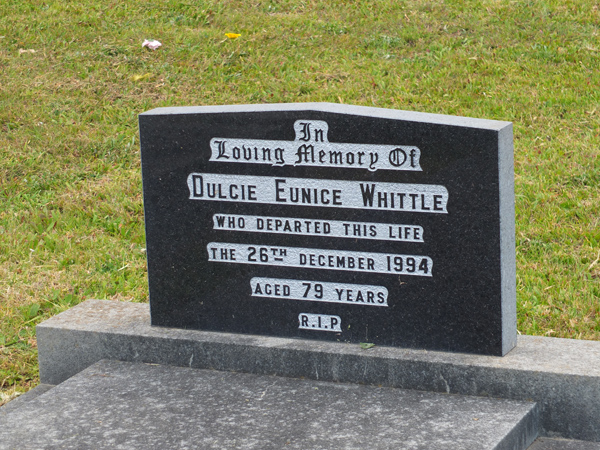 In
Loving Memory Of
DULCIE EUNICE WHITTLE
WHO DEPARTED THIS LIFE
THE 26TH DECEMBER 1994
AGED 79 YEARS
R.I.P